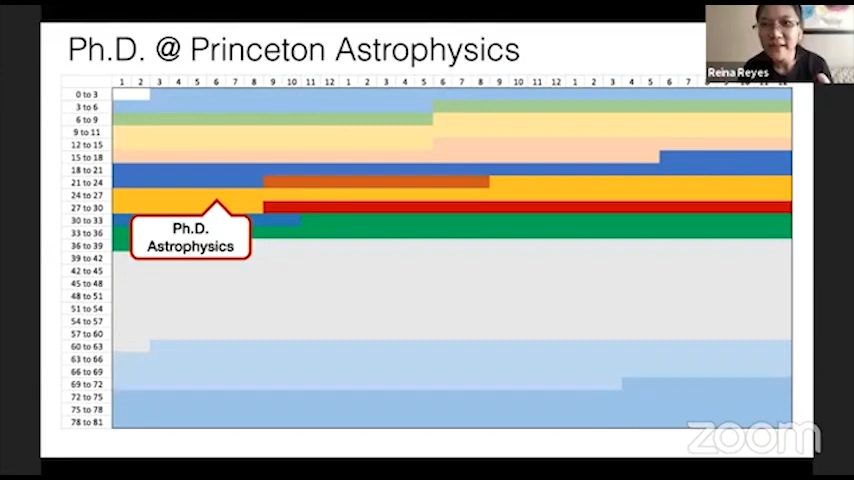 Ph.D. @ Princeton Astrophysics
Reina Reyes
1 2 3 4 5 6 7 8 9 10 11 12 1 2 3 4 5 6 7 8 9 10 11 12 1 2 3 4 5 6 7
0 to 3
3 to 6
6 to 9
9 to 11
12 to 15
15 to 18
18 to 21
21 to 24
24 to 27
27 to 30
30 to 33
33 to 36
36 to 39
39 to 42
42 to 45
45 to 48
48 to 51
51 to 54
54 to 57
57 to 60
60 to 63
63 to 66
66 to 69
69 to 72
72 to 75
75 to 78
78 to 81
Ph.D.
Astrophysics
zoom